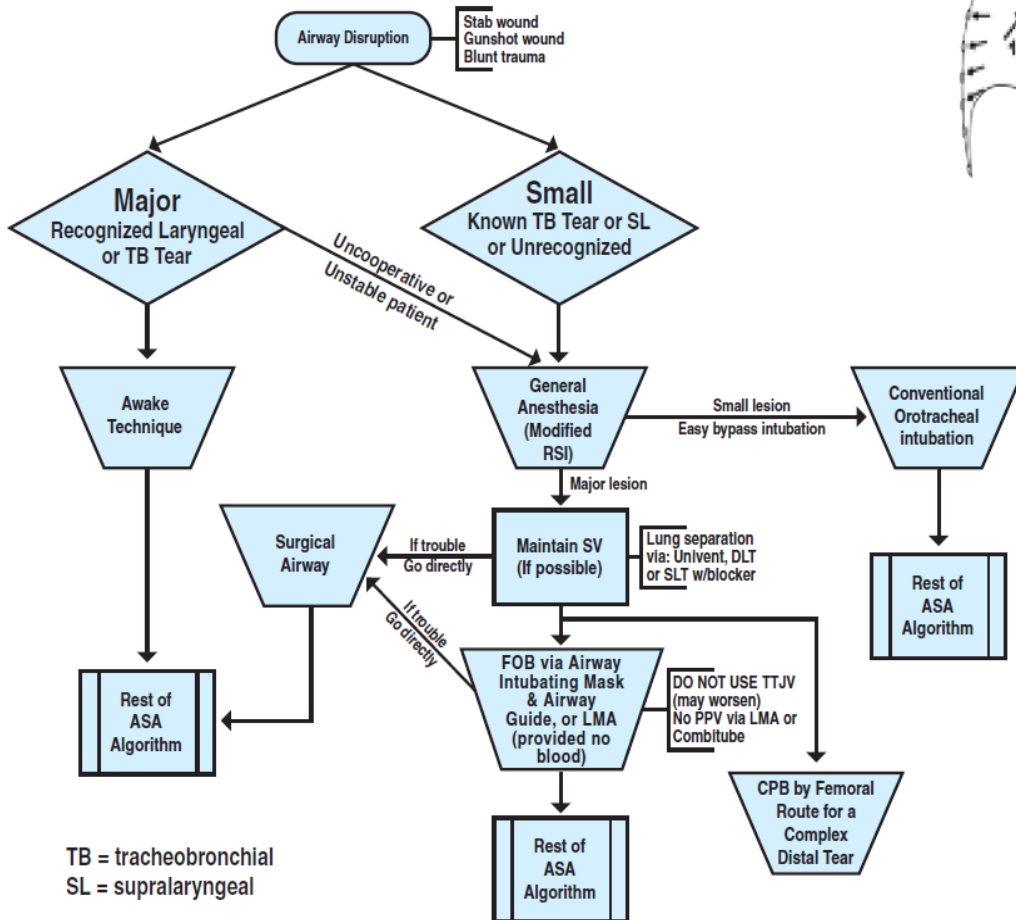 Airway Disruption
Stab wound
Gunshot wound
Blunt trauma
Major
Recognized Laryngeal
or TB Tear
Small
Known TB Tear or SL
or Unrecognized
Uncooperative or
Unstable patient
Awake
Technique
General
Anesthesia
(Modified
RSI)
Small lesion
Easy bypass intubation
Conventional
Orotracheal
intubation
Major lesion
Surgical
Airway
If trouble
Go directly
Maintain SV
(If possible)
Lung separation
via: Univent, DLT
or SLT w/blocker
Rest of
ASA
Algorithm
If trouble
Go directly
FOB via Airway
Intubating Mask
& Airway
Guide, or LMA
(provided no
blood)
DO NOT USE TTJV
(may worsen)
No PPV via LMA or
Combitube
Rest of
ASA
Algorithm
CPB by Femoral
Route for a
Complex
Distal Tear
Rest of
ASA
Algorithm
TB = tracheobronchial
SL = supralaryngeal